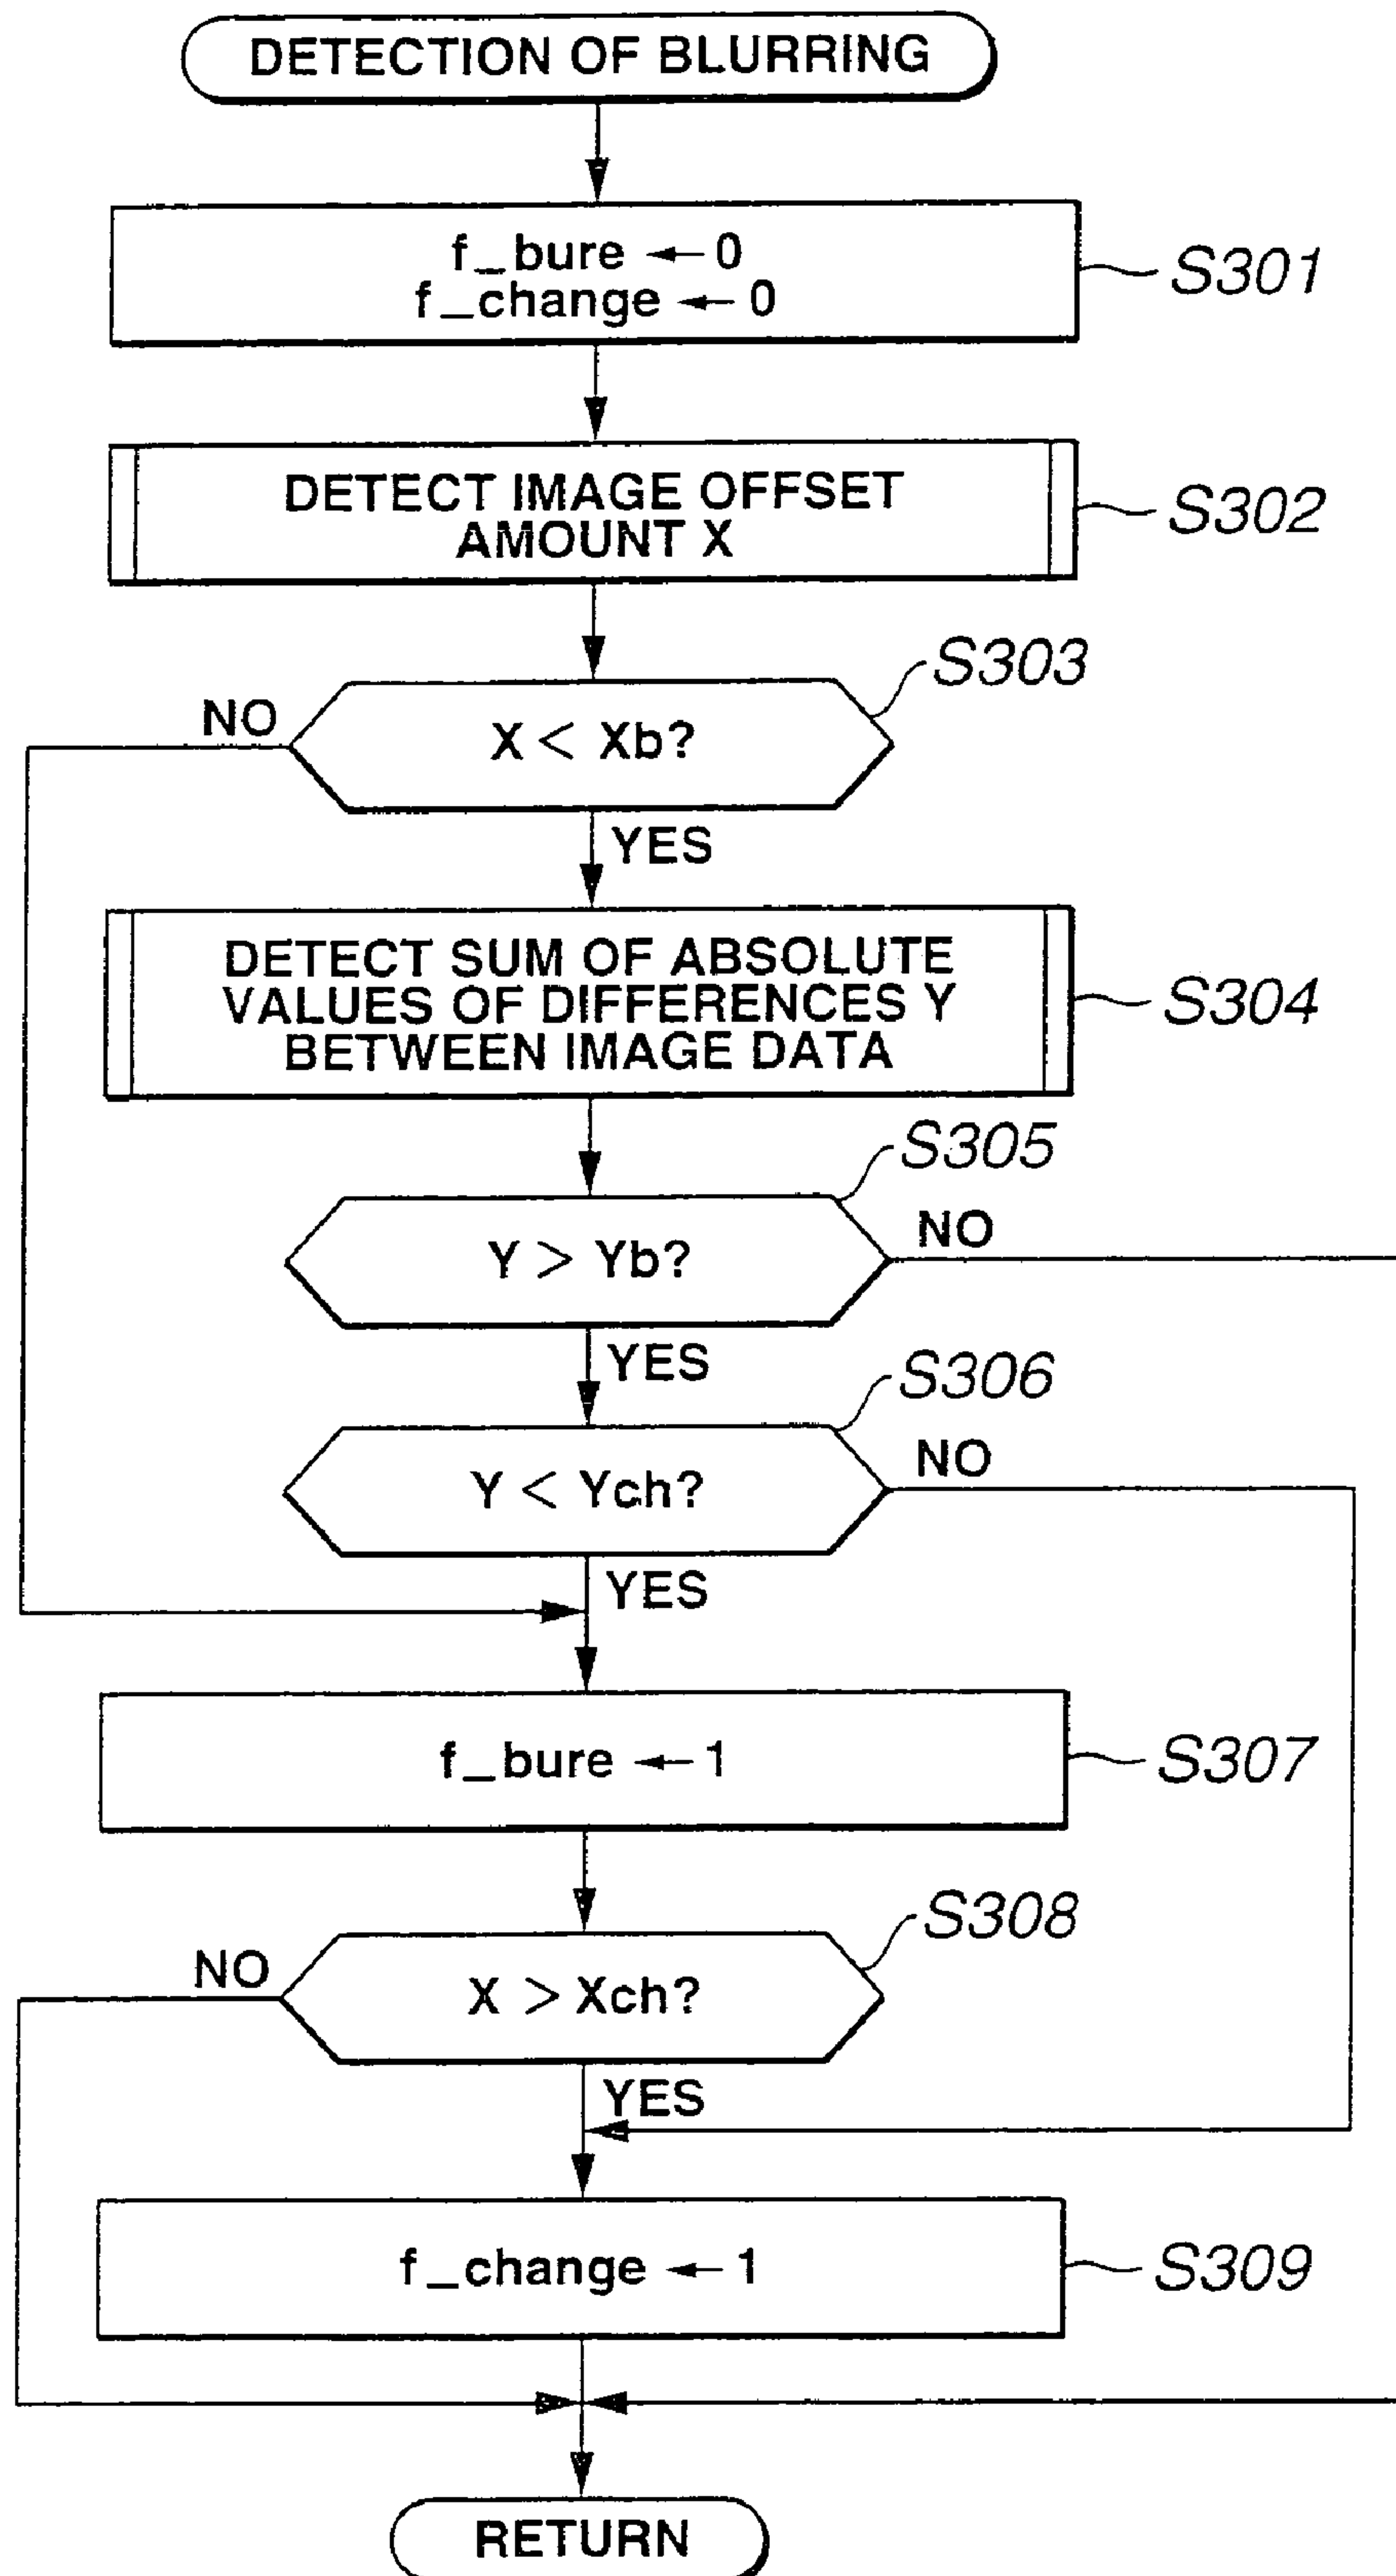 DETECTION OF BLURRING
f_bure ← 0
f_change ← 0
S301
DETECT IMAGE OFFSET
AMOUNT X
S302
S303
NO
X < Xb?
YES
DETECT SUM OF ABSOLUTE
VALUES OF DIFFERENCES Y
BETWEEN IMAGE DATA
S304
S305
NO
Y > Yb?
YES
S306
NO
Y < Ych?
YES
f_bure ← 1
S307
S308
NO
X > Xch?
YES
f_change ← 1
S309
RETURN